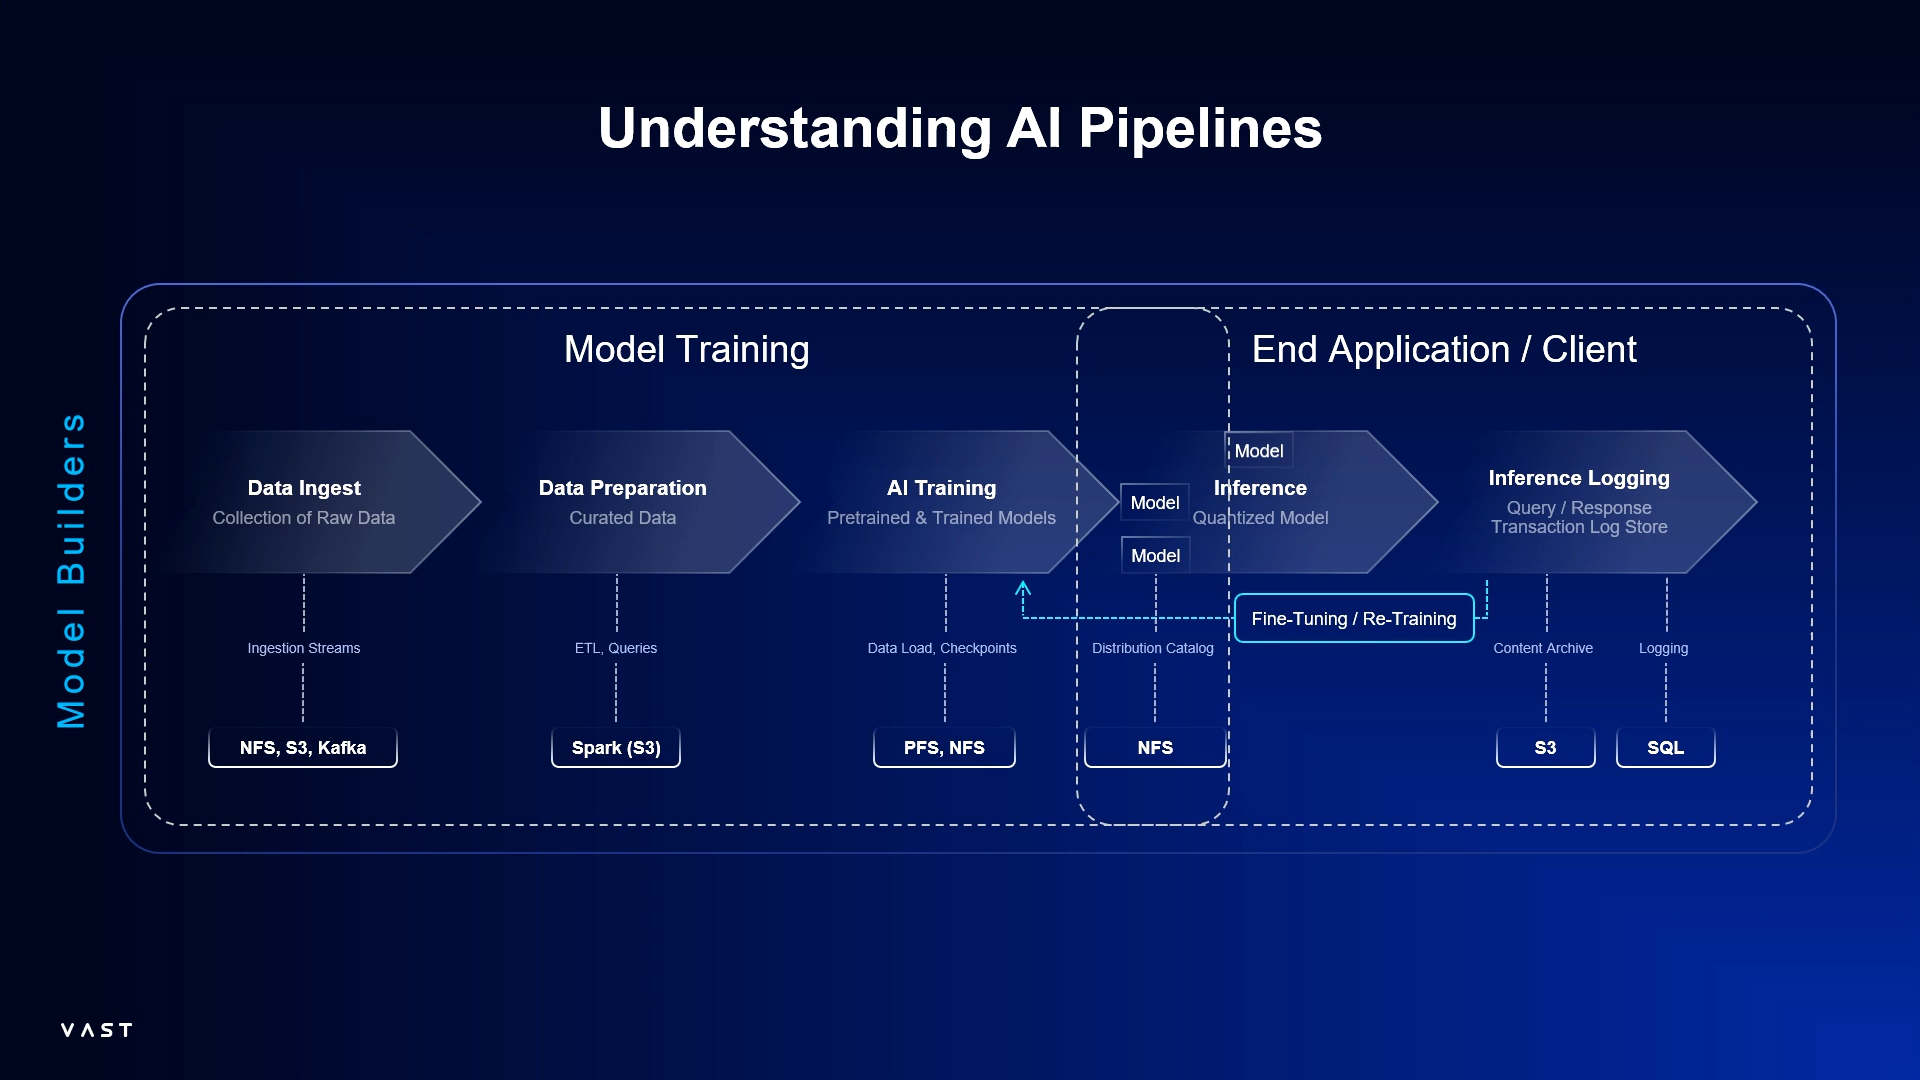 Understanding AI Pipelines
Model Builders
Model Training
End Application / Client
Data Ingest
Collection of Raw Data
Data Preparation
Curated Data
AI Training
Pretrained & Trained Models
Model
Model
Model
Inference
Quantized Model
Inference Logging
Query / Response
Transaction Log Store
Fine-Tuning / Re-Training
Ingestion Streams
ETL, Queries
Data Load, Checkpoints
Distribution Catalog
Content Archive
Logging
NFS, S3, Kafka
Spark (S3)
PFS, NFS
NFS
S3
SQL
VAST